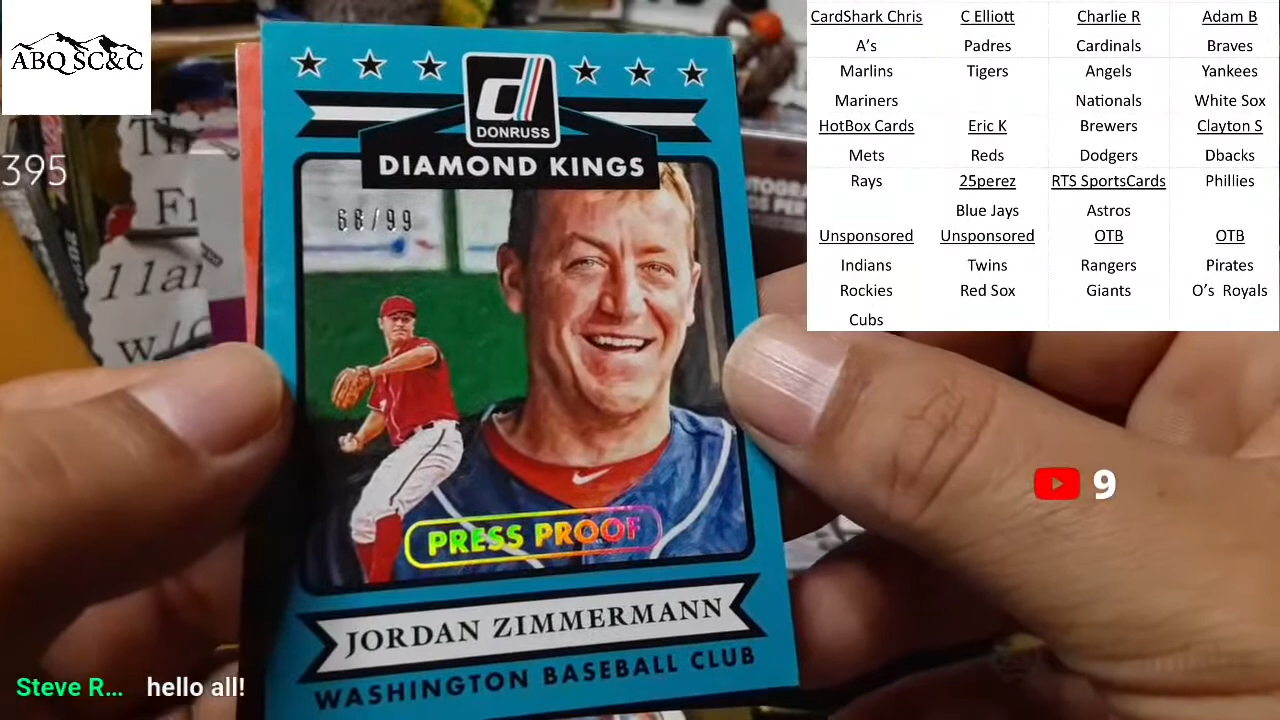 ABQ SC&C
395
Th
Fi
w/C
DONRUSS
DIAMOND KINGS
68/99
PRESS PROOF
JORDAN ZIMMERMANN
WASHINGTON BASEBALL CLUB
CardShark Chris C Elliott Charlie R Adam B
A's Padres Cardinals Braves
Marlins Tigers Angels Yankees
Mariners Nationals White Sox
HotBox Cards Eric K Brewers Clayton S
Mets Reds Dodgers Dbacks
Rays 25perez RTS SportsCards Phillies
Blue Jays Astros
Unsponsored Unsponsored OTB OTB
Indians Twins Rangers Pirates
Rockies Red Sox Giants O's Royals
Cubs
9
Steve R... hello all!